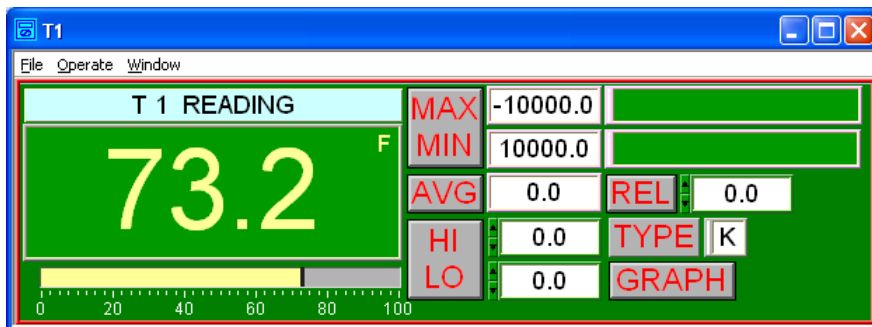 T1
File Operate Window
T 1 READING
73.2 F
MAX -10000.0
MIN 10000.0
AVG 0.0 REL 0.0
HI 0.0 TYPE K
LO 0.0 GRAPH
0 20 40 60 80 100